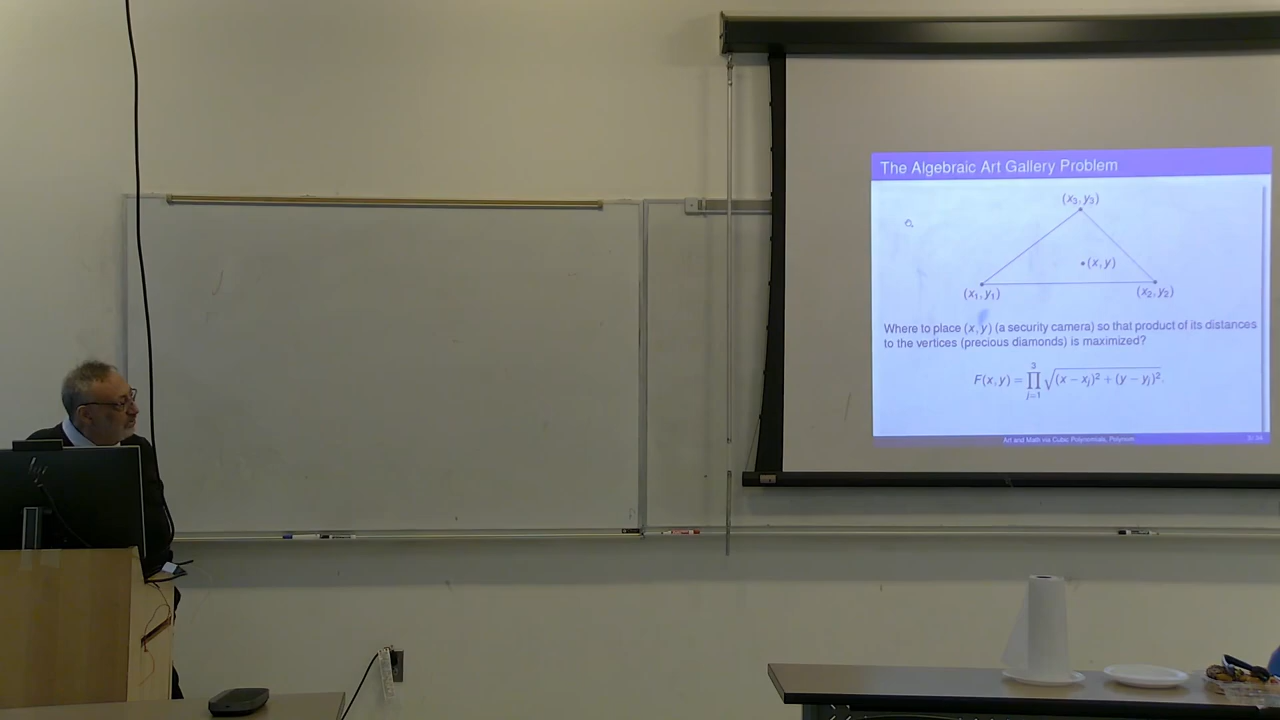 The Algebraic Art Gallery Problem
(x₃, y₃)
•(x, y)
(x₁, y₁)
(x₂, y₂)
Where to place (x, y) (a security camera) so that product of its distances
to the vertices (precious diamonds) is maximized?
F(x, y) = ∏_{j=1}^{3} √((x − xⱼ)² + (y − yⱼ)²).
Art and Math via Cubic Polynomials, Polynom